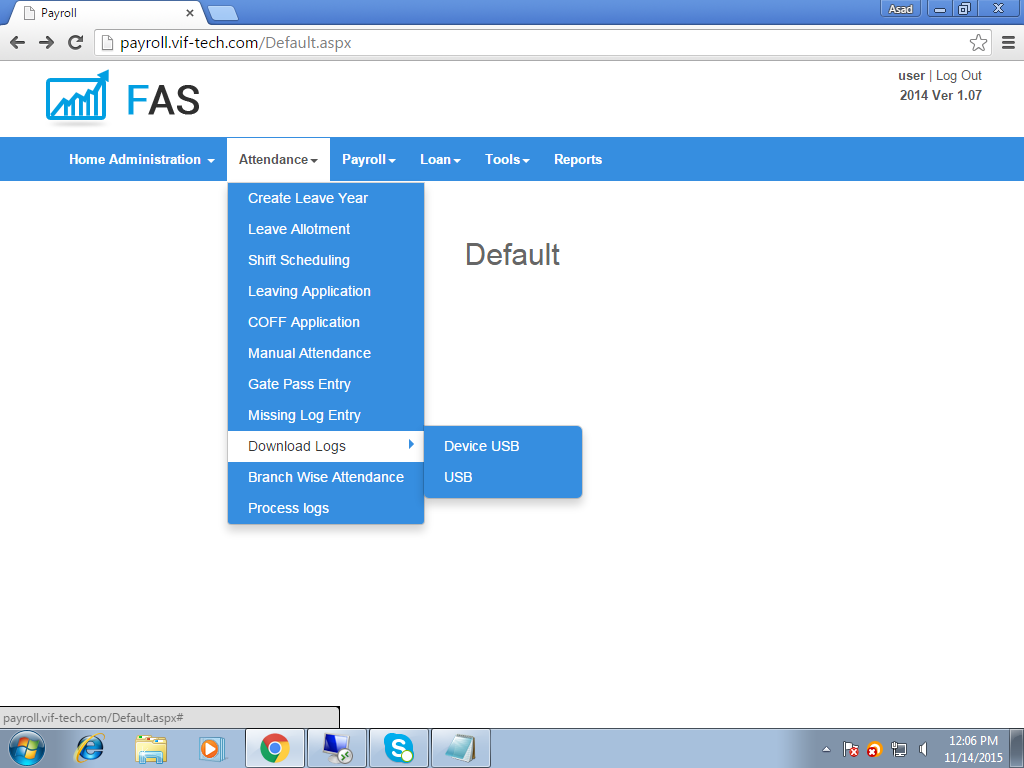 Payroll
Asad
payroll.vif-tech.com/Default.aspx
FAS
user | Log Out
2014 Ver 1.07
Home Administration Attendance Payroll Loan Tools Reports
Create Leave Year
Leave Allotment
Default
Shift Scheduling
Leaving Application
COFF Application
Manual Attendance
Gate Pass Entry
Missing Log Entry
Download Logs Device USB
Branch Wise Attendance USB
Process logs
payroll.vif-tech.com/Default.aspx#
12:06 PM
11/14/2015